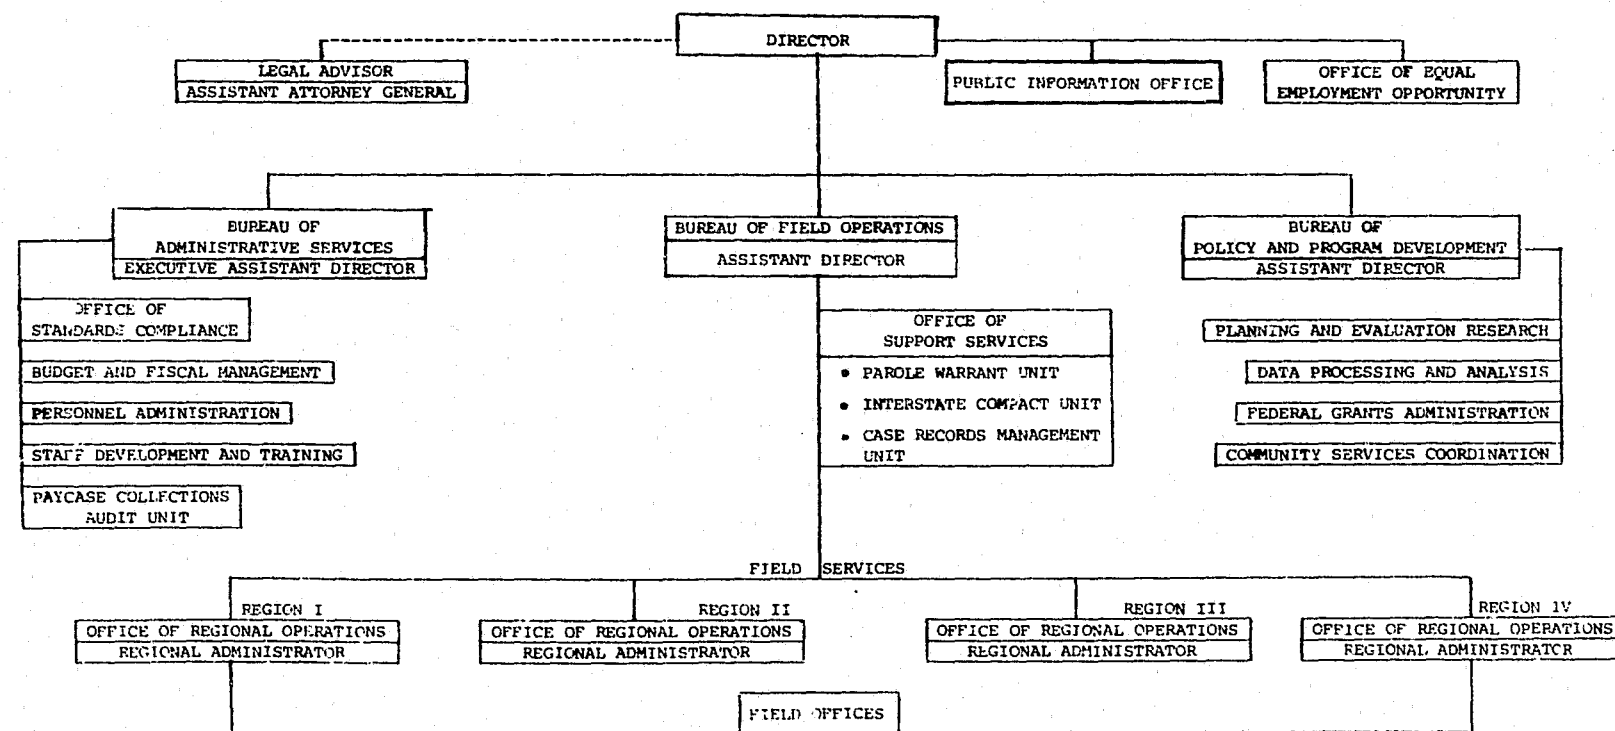 DIRECTOR
LEGAL ADVISOR
ASSISTANT ATTORNEY GENERAL
PUBLIC INFORMATION OFFICE
OFFICE OF EQUAL
EMPLOYMENT OPPORTUNITY
BUREAU OF
ADMINISTRATIVE SERVICES
EXECUTIVE ASSISTANT DIRECTOR
OFFICE OF
STANDARDS COMPLIANCE
BUDGET AND FISCAL MANAGEMENT
PERSONNEL ADMINISTRATION
STAFF DEVELOPMENT AND TRAINING
PAYCASE COLLECTIONS
AUDIT UNIT
BUREAU OF FIELD OPERATIONS
ASSISTANT DIRECTOR
OFFICE OF
SUPPORT SERVICES
• PAROLE WARRANT UNIT
• INTERSTATE COMPACT UNIT
• CASE RECORDS MANAGEMENT
UNIT
BUREAU OF
POLICY AND PROGRAM DEVELOPMENT
ASSISTANT DIRECTOR
PLANNING AND EVALUATION RESEARCH
DATA PROCESSING AND ANALYSIS
FEDERAL GRANTS ADMINISTRATION
COMMUNITY SERVICES COORDINATION
FIELD SERVICES
REGION I
OFFICE OF REGIONAL OPERATIONS
REGIONAL ADMINISTRATOR
REGION II
OFFICE OF REGIONAL OPERATIONS
REGIONAL ADMINISTRATOR
REGION III
OFFICE OF REGIONAL OPERATIONS
REGIONAL ADMINISTRATOR
REGION IV
OFFICE OF REGIONAL OPERATIONS
REGIONAL ADMINISTRATOR
FIELD OFFICES